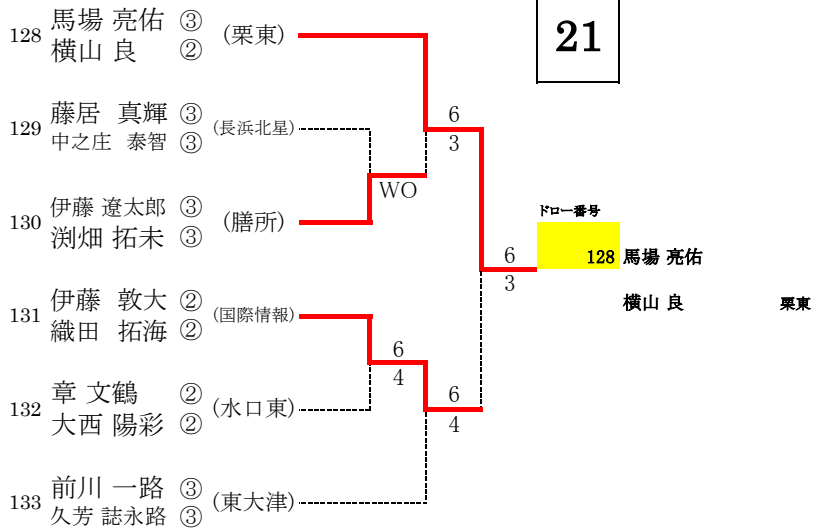 21
128 馬場 亮佑 ③ (栗東)
横山 良 ②
129 藤居 真輝 ③ (長浜北星)
中之庄 泰智 ③
6
3
WO
130 伊藤 遼太郎 ③ (膳所)
渕畑 拓未 ③
ドロー番号
128 馬場 亮佑
横山 良 栗東
6
3
131 伊藤 敦大 ② (国際情報)
織田 拓海 ②
6
4
6
4
132 章 文鶴 ② (水口東)
大西 陽彩 ②
133 前川 一路 ③ (東大津)
久芳 誌永路 ③